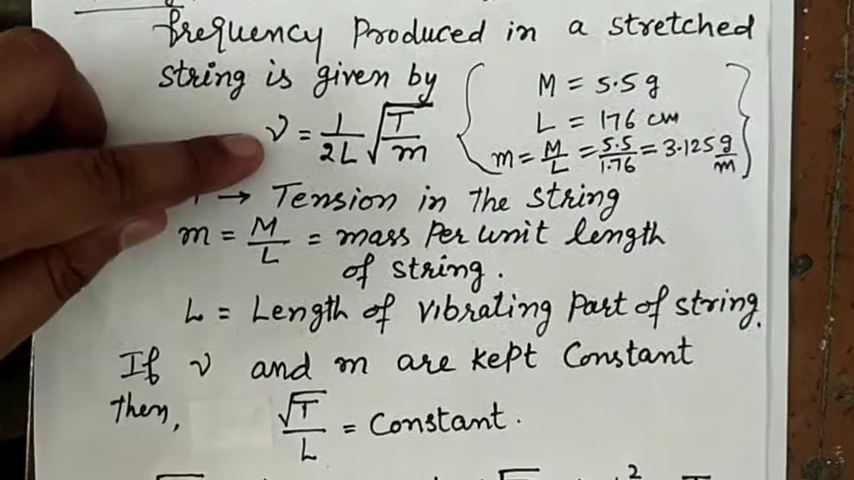 frequency Produced in a stretched
string is given by
ν = 1/2L √T/m
( M = 5.5 g
L = 176 cm
m = M/L = 5.5/1.76 = 3.125 g/m )
→ Tension in The string
m = M/L = mass Per unit length
of string.
L = Length of vibrating Part of string.
If ν and m are kept Constant
Then, √T/L = Constant.